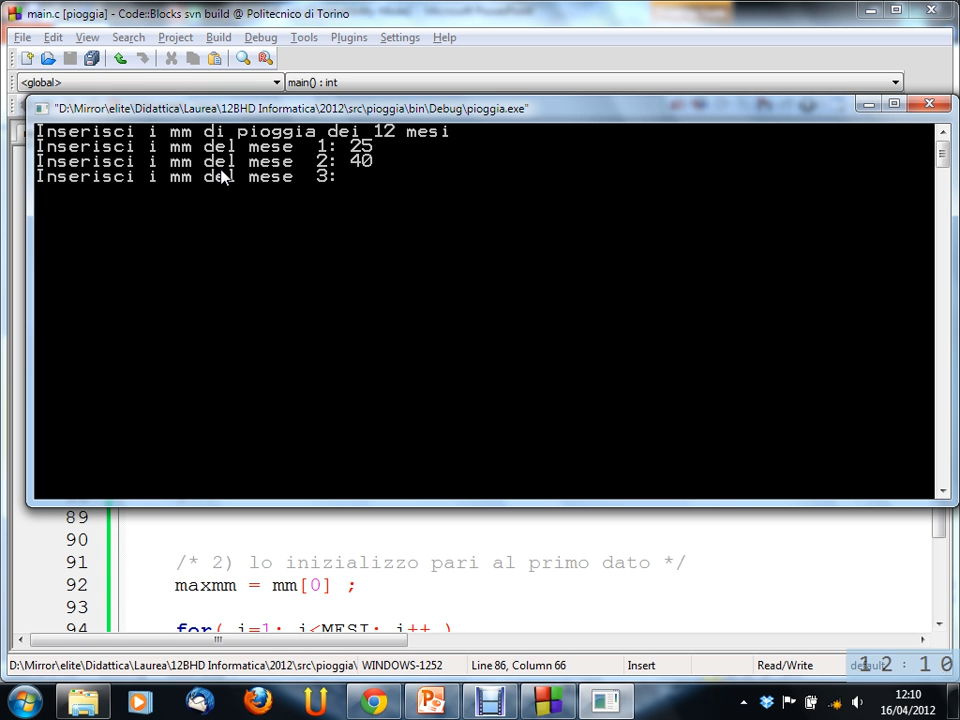 main.c [pioggia] - Code::Blocks svn build @ Politecnico di Torino
File Edit View Search Project Build Debug Tools Plugins Settings Help
<global> main() : int
"D:\Mirror\elite\Didattica\Laurea\12BHD Informatica\2012\src\pioggia\bin\Debug\pioggia.exe"
Inserisci i mm di pioggia dei 12 mesi
Inserisci i mm del mese  1: 25
Inserisci i mm del mese  2: 40
Inserisci i mm del mese  3:
89
90
91 /* 2) lo inizializzo pari al primo dato */
92 maxmm = mm[0] ;
93
94 for( i=1; i<MESI; i++ )
D:\Mirror\elite\Didattica\Laurea\12BHD Informatica\2012\src\pioggia\ WINDOWS-1252 Line 86, Column 66 Insert Read/Write default
12:10
12:10
16/04/2012